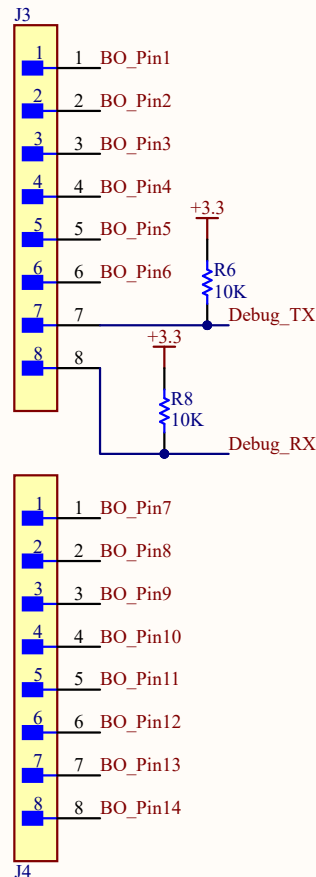 J3
1 1 BO_Pin1
2 2 BO_Pin2
3 3 BO_Pin3
4 4 BO_Pin4
5 5 BO_Pin5
+3.3
6 6 BO_Pin6
R6
10K
7 7 Debug_TX
+3.3
8 8
R8
10K
Debug_RX
1 1 BO_Pin7
2 2 BO_Pin8
3 3 BO_Pin9
4 4 BO_Pin10
5 5 BO_Pin11
6 6 BO_Pin12
7 7 BO_Pin13
8 8 BO_Pin14
J4